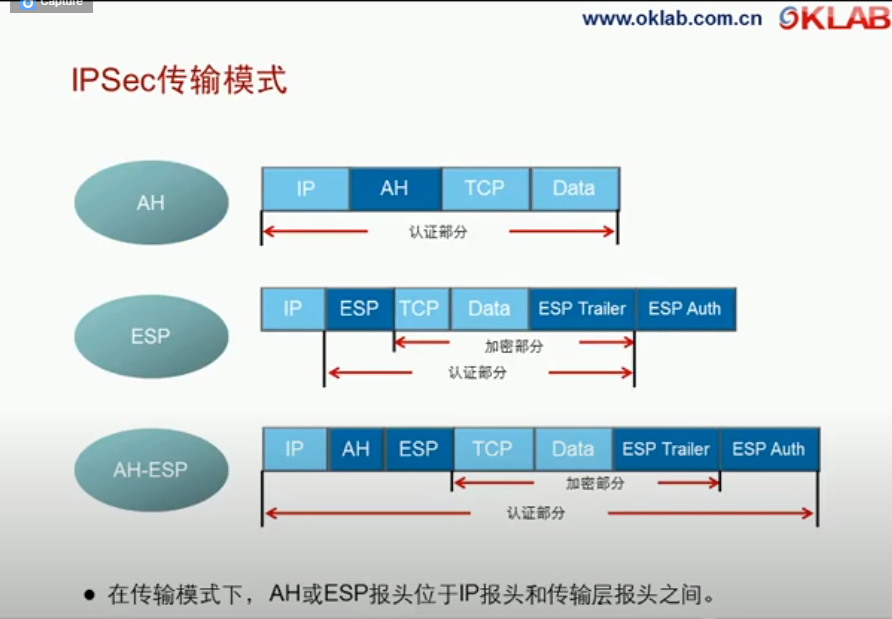 Capture
www.oklab.com.cn OKLAB
IPSec传输模式
AH
IP AH TCP Data
认证部分
ESP
IP ESP TCP Data ESP Trailer ESP Auth
加密部分
认证部分
AH-ESP
IP AH ESP TCP Data ESP Trailer ESP Auth
加密部分
认证部分
● 在传输模式下，AH或ESP报头位于IP报头和传输层报头之间。